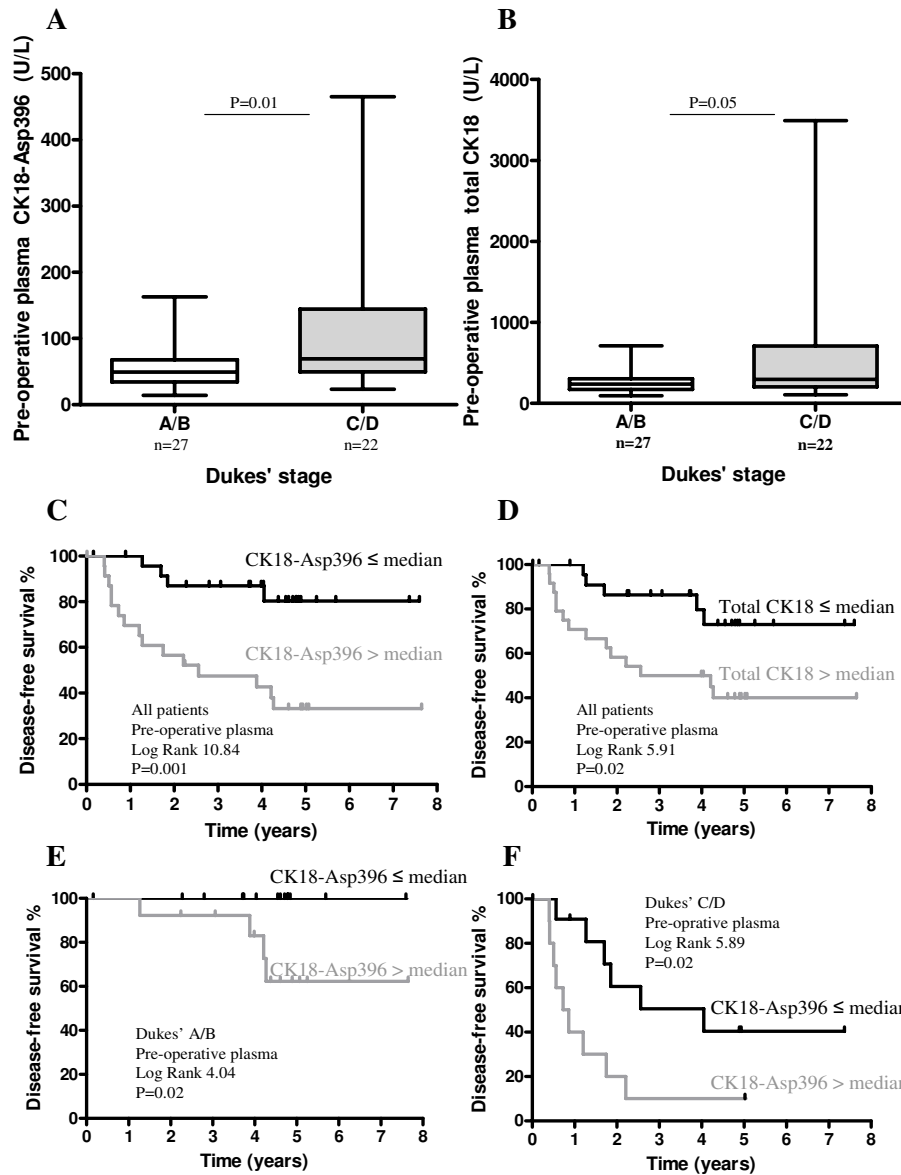 A
Pre-operative plasma CK18-Asp396 (U/L)
500
400
300
200
100
0
P=0.01
A/B
C/D
n=27
n=22
Dukes' stage
B
Pre-operative plasma total CK18 (U/L)
4000
3000
2000
1000
0
P=0.05
A/B
C/D
n=27
n=22
Dukes' stage
C
Disease-free survival %
100
80
60
40
20
0
CK18-Asp396 ≤ median
CK18-Asp396 > median
All patients
Pre-operative plasma
Log Rank 10.84
P=0.001
0 1 2 3 4 5 6 7 8
Time (years)
D
Disease-free survival %
100
80
60
40
20
0
Total CK18 ≤ median
Total CK18 > median
All patients
Pre-operative plasma
Log Rank 5.91
P=0.02
0 1 2 3 4 5 6 7 8
Time (years)
E
Disease-free survival %
100
80
60
40
20
0
CK18-Asp396 ≤ median
CK18-Asp396 > median
Dukes' A/B
Pre-operative plasma
Log Rank 4.04
P=0.02
0 1 2 3 4 5 6 7 8
Time (years)
F
Disease-free survival %
100
80
60
40
20
0
Dukes' C/D
Pre-oprative plasma
Log Rank 5.89
P=0.02
CK18-Asp396 ≤ median
CK18-Asp396 > median
0 1 2 3 4 5 6 7 8
Time (years)